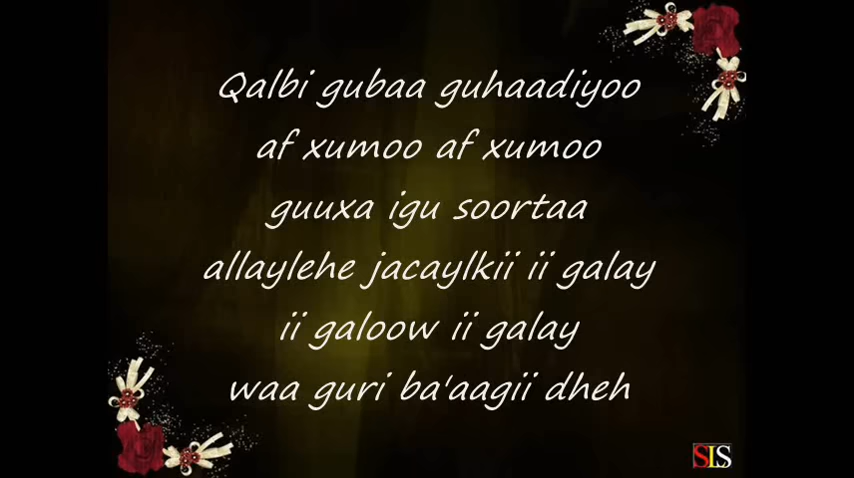 Qalbi gubaa guhaadiyoo
af xumoo af xumoo
guuxa igu soortaa
allaylehe jacaylkii ii galay
ii galoow ii galay
waa guri ba'aagii dheh
SLS